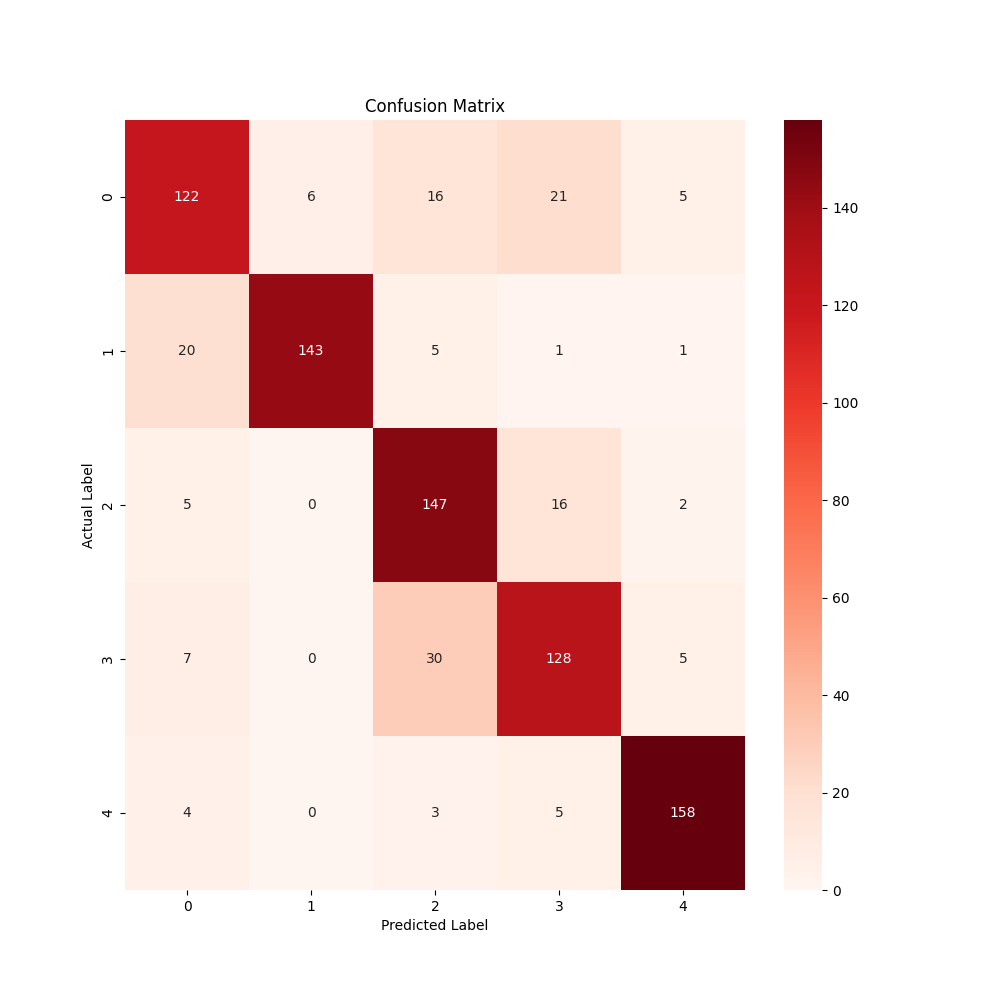 Confusion Matrix
0 122 6 16 21 5
1 20 143 5 1 1
2 5 0 147 16 2
3 7 0 30 128 5
4 4 0 3 5 158
0 1 2 3 4
Predicted Label
Actual Label
140
120
100
80
60
40
20
0